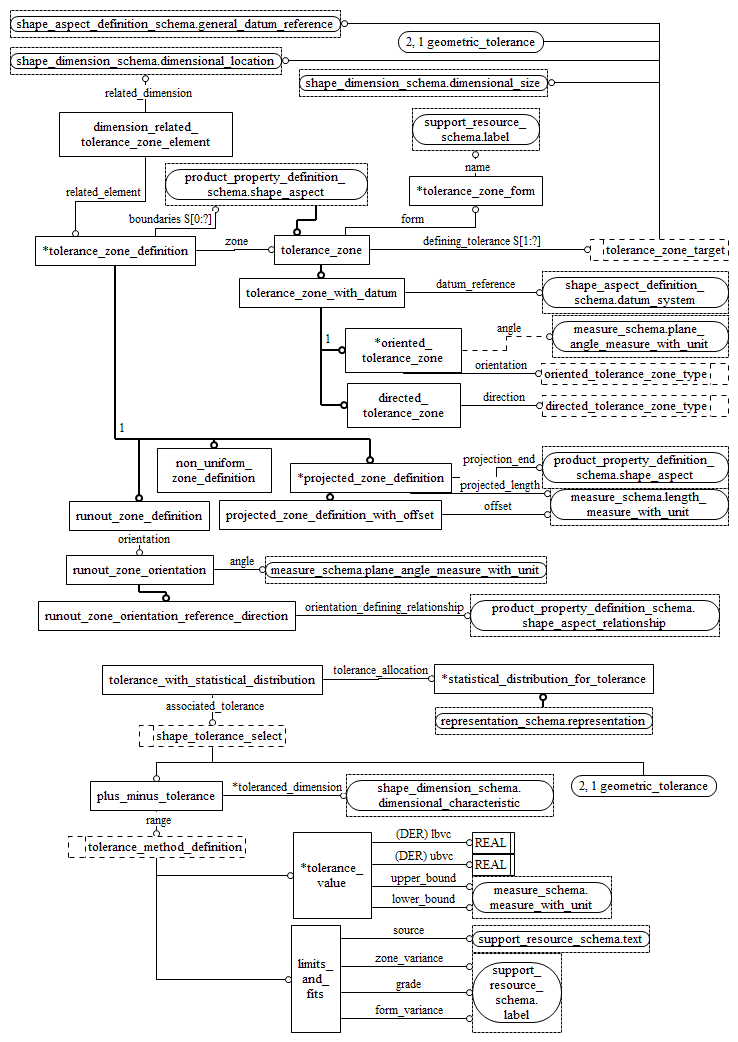 shape_aspect_definition_schema.general_datum_reference
2, 1 geometric_tolerance
shape_dimension_schema.dimensional_location
shape_dimension_schema.dimensional_size
related_dimension
dimension_related_
tolerance_zone_element
support_resource_
schema.label
name
product_property_definition_
schema.shape_aspect
*tolerance_zone_form
related_element
boundaries S[0:?]
form
*tolerance_zone_definition
zone
tolerance_zone
defining_tolerance S[1:?]
tolerance_zone_target
tolerance_zone_with_datum
datum_reference
shape_aspect_definition_
schema.datum_system
1
*oriented_
tolerance_zone
angle
measure_schema.plane_
angle_measure_with_unit
orientation
oriented_tolerance_zone_type
directed_
tolerance_zone
direction
directed_tolerance_zone_type
1
non_uniform_
zone_definition
*projected_zone_definition
projection_end
product_property_definition_
schema.shape_aspect
projected_length
measure_schema.length_
measure_with_unit
runout_zone_definition
projected_zone_definition_with_offset
offset
orientation
runout_zone_orientation
angle
measure_schema.plane_angle_measure_with_unit
runout_zone_orientation_reference_direction
orientation_defining_relationship
product_property_definition_schema.
shape_aspect_relationship
tolerance_with_statistical_distribution
tolerance_allocation
*statistical_distribution_for_tolerance
associated_tolerance
representation_schema.representation
shape_tolerance_select
plus_minus_tolerance
*toleranced_dimension
shape_dimension_schema.
dimensional_characteristic
2, 1 geometric_tolerance
range
tolerance_method_definition
*tolerance_
value
(DER) lbvc
REAL
(DER) ubvc
REAL
upper_bound
lower_bound
measure_schema.
measure_with_unit
limits_
and_
fits
source
support_resource_schema.text
zone_variance
grade
form_variance
support_
resource_
schema.
label